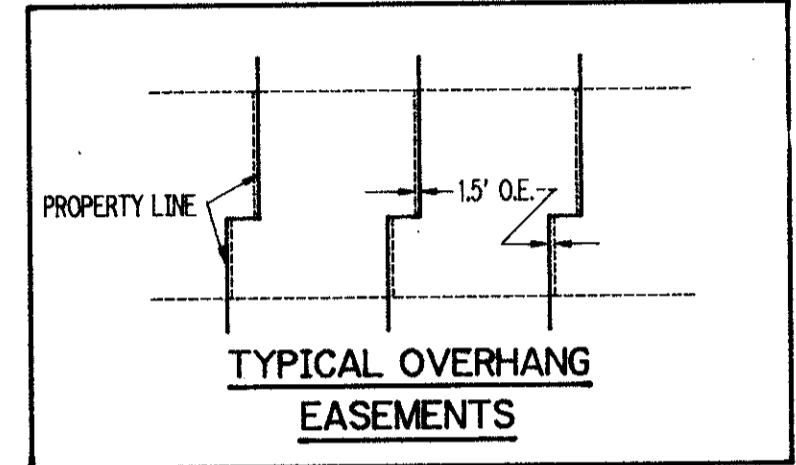 PROPERTY LINE
1.5' O.E.
TYPICAL OVERHANG
EASEMENTS